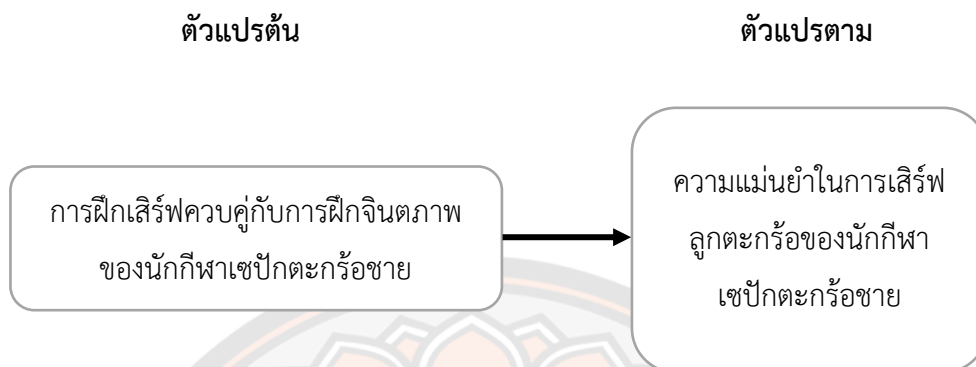 ตัวแปรต้น
ตัวแปรตาม
การฝึกเสิร์ฟควบคู่กับการฝึกจินตภาพ
ของนักกีฬาเซปักตะกร้อชาย
ความแม่นยำในการเสิร์ฟ
ลูกตะกร้อของนักกีฬา
เซปักตะกร้อชาย